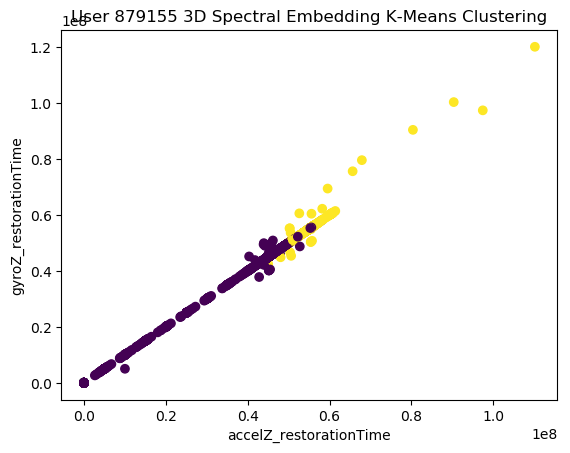 User 879155 3D Spectral Embedding K-Means Clustering
1e8
1.2
1.0
0.8
0.6
0.4
0.2
0.0
gyroZ_restorationTime
0.0 0.2 0.4 0.6 0.8 1.0
accelZ_restorationTime
1e8